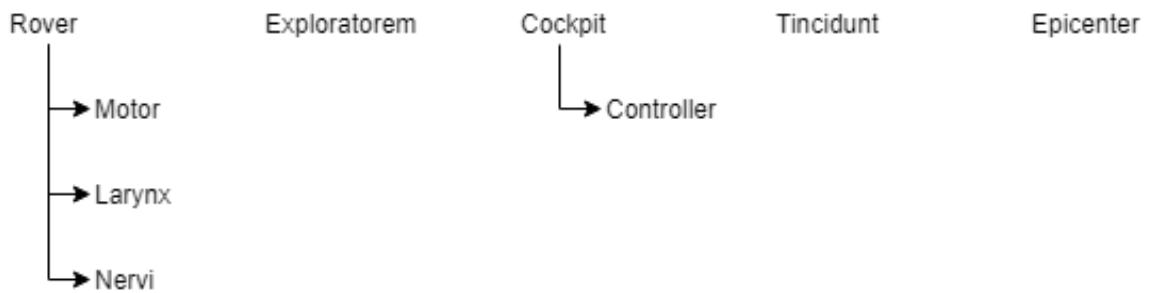 Rover Exploratorem Cockpit Tincidunt Epicenter
Motor Controller
Larynx
Nervi